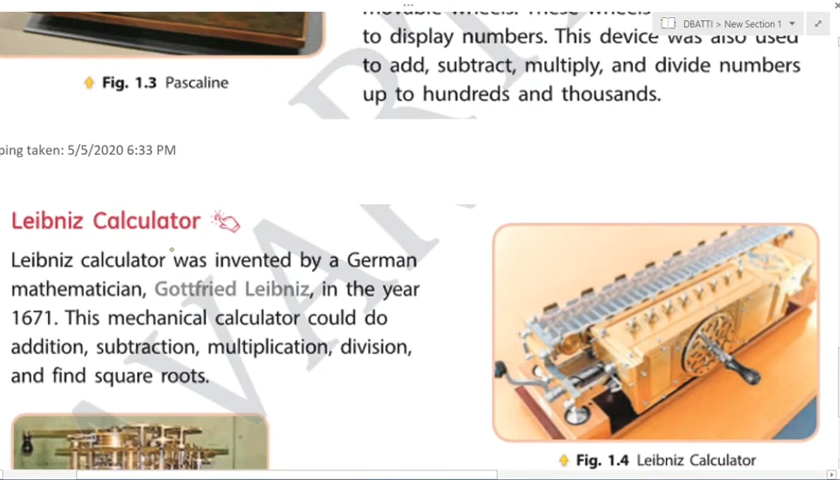 DBATTI > New Section 1
to display numbers. This device was also used
to add, subtract, multiply, and divide numbers
up to hundreds and thousands.
Fig. 1.3 Pascaline
ping taken: 5/5/2020 6:33 PM
Leibniz Calculator
Leibniz calculator was invented by a German
mathematician, Gottfried Leibniz, in the year
1671. This mechanical calculator could do
addition, subtraction, multiplication, division,
and find square roots.
Fig. 1.4 Leibniz Calculator